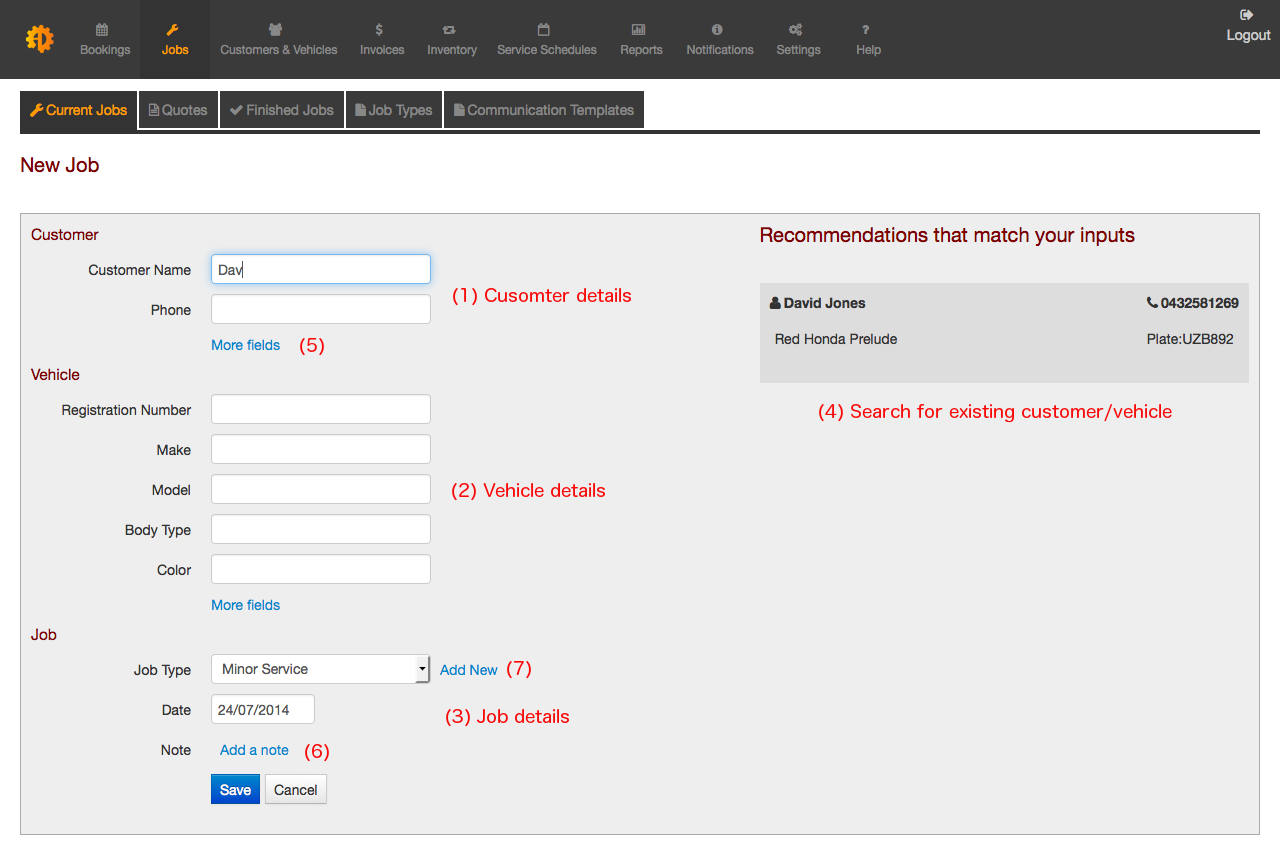 Bookings
Jobs
Customers & Vehicles
Invoices
Inventory
Service Schedules
Reports
Notifications
Settings
Help
Logout
Current Jobs
Quotes
Finished Jobs
Job Types
Communication Templates
New Job
Customer
Customer Name
Dav
Phone
(1) Cusomter details
More fields
(5)
Recommendations that match your inputs
David Jones
0432581269
Red Honda Prelude
Plate:UZB892
(4) Search for existing customer/vehicle
Vehicle
Registration Number
Make
Model
(2) Vehicle details
Body Type
Color
More fields
Job
Job Type
Minor Service
Add New
(7)
Date
24/07/2014
(3) Job details
Note
Add a note
(6)
Save
Cancel